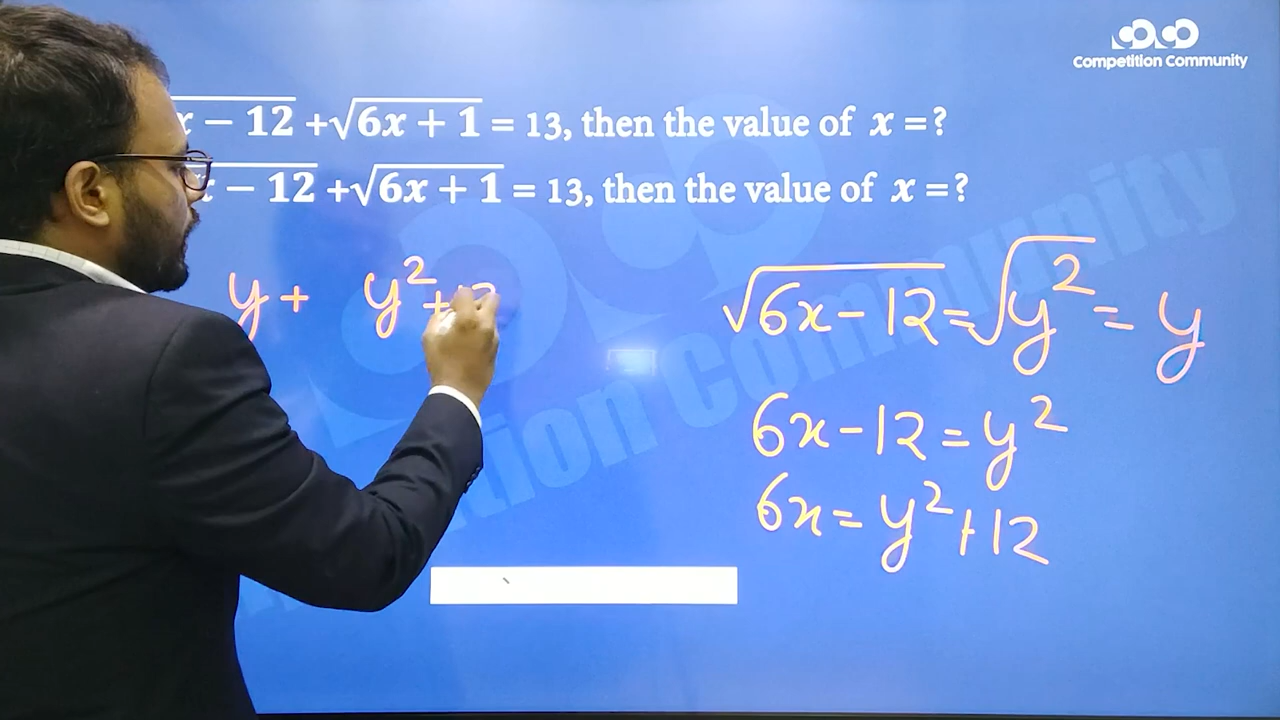 Competition Community
x − 12 + √6x + 1 = 13, then the value of x = ?
x − 12 + √6x + 1 = 13, then the value of x = ?
y + y² +12
√6x − 12 = √y² = y
6x − 12 = y²
6x = y² + 12